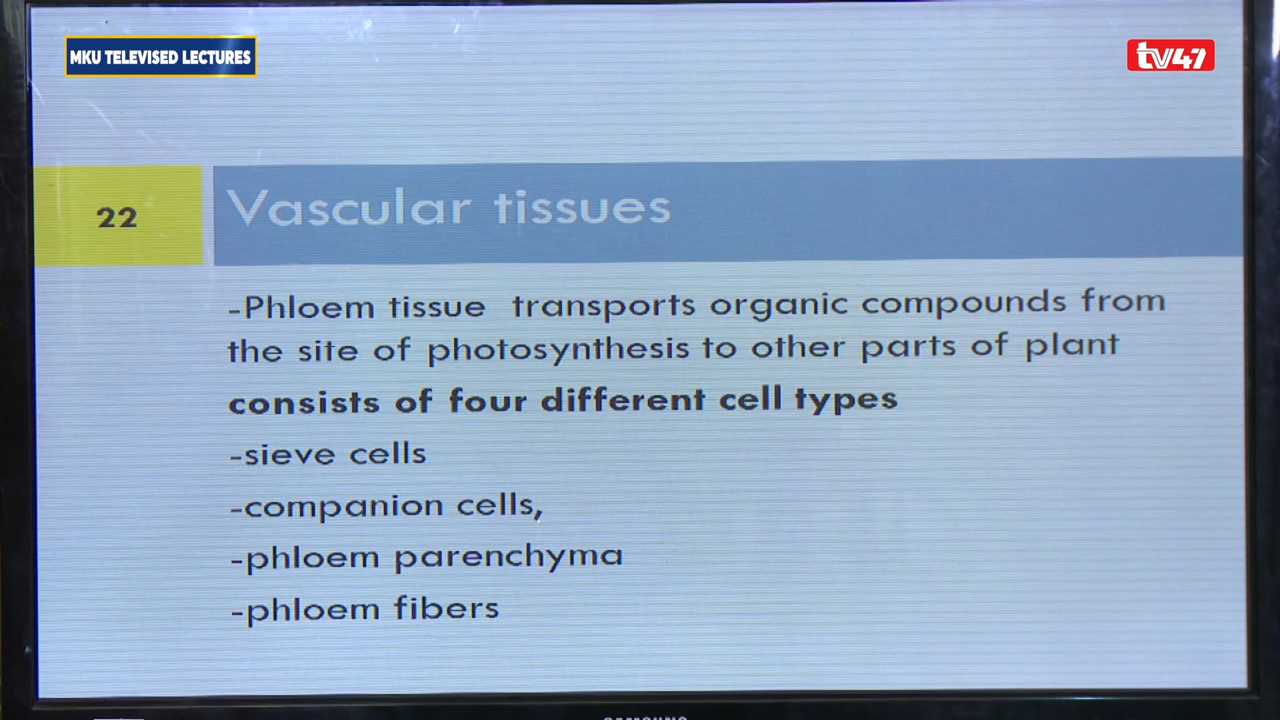 MKU TELEVISED LECTURES
tv47
22
Vascular tissues
-Phloem tissue transports organic compounds from
the site of photosynthesis to other parts of plant
consists of four different cell types
-sieve cells
-companion cells,
-phloem parenchyma
-phloem fibers
SAMSUNG